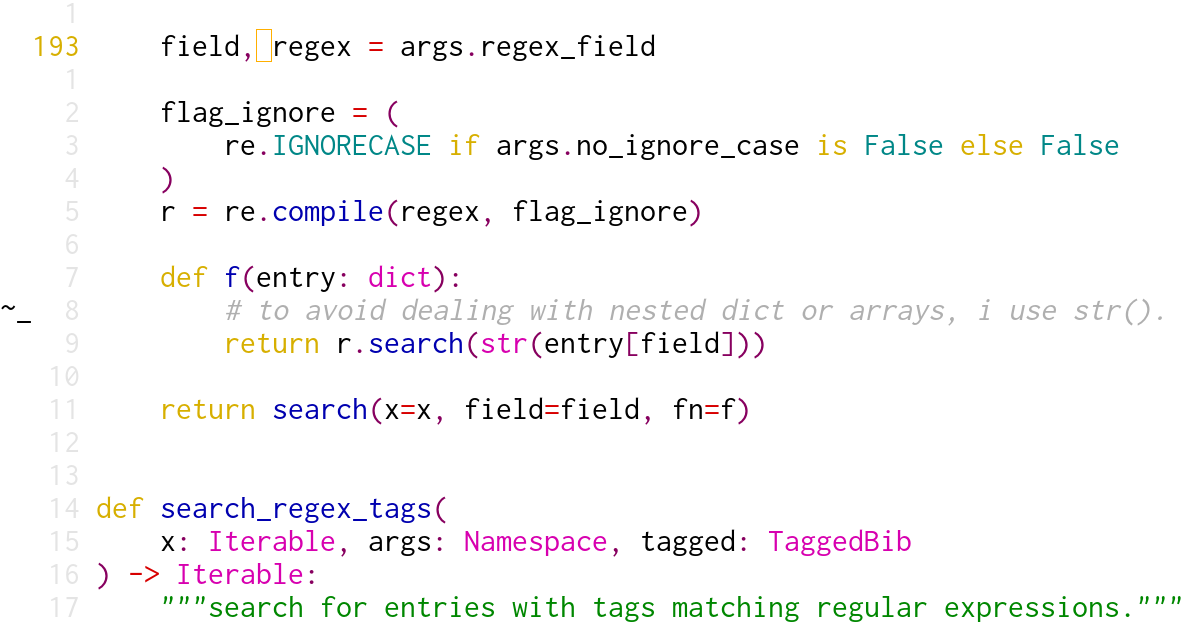 1
193     field, regex = args.regex_field
1
2     flag_ignore = (
3         re.IGNORECASE if args.no_ignore_case is False else False
4     )
5     r = re.compile(regex, flag_ignore)
6
7     def f(entry: dict):
~_ 8         # to avoid dealing with nested dict or arrays, i use str().
9         return r.search(str(entry[field]))
10
11     return search(x=x, field=field, fn=f)
12
13
14 def search_regex_tags(
15     x: Iterable, args: Namespace, tagged: TaggedBib
16 ) -> Iterable:
17     """search for entries with tags matching regular expressions."""